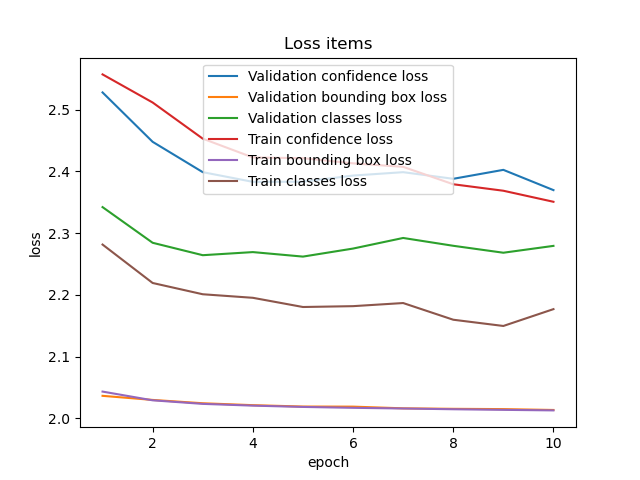 Loss items
Validation confidence loss
Validation bounding box loss
Validation classes loss
Train confidence loss
Train bounding box loss
Train classes loss
loss
2.5
2.4
2.3
2.2
2.1
2.0
2 4 6 8 10
epoch